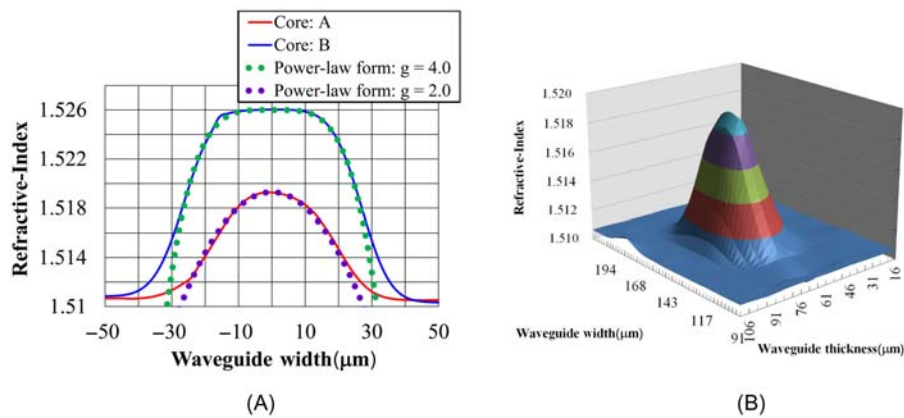 Core: A
Core: B
Power-law form: g = 4.0
Power-law form: g = 2.0
Refractive-Index
1.526
1.522
1.518
1.514
1.51
−50 −30 −10 10 30 50
Waveguide width(μm)
(A)
Refractive-Index
1.520
1.518
1.516
1.514
1.512
1.510
194
168
143
117
91
106
91
76
61
46
31
16
Waveguide width(μm)
Waveguide thickness(μm)
(B)